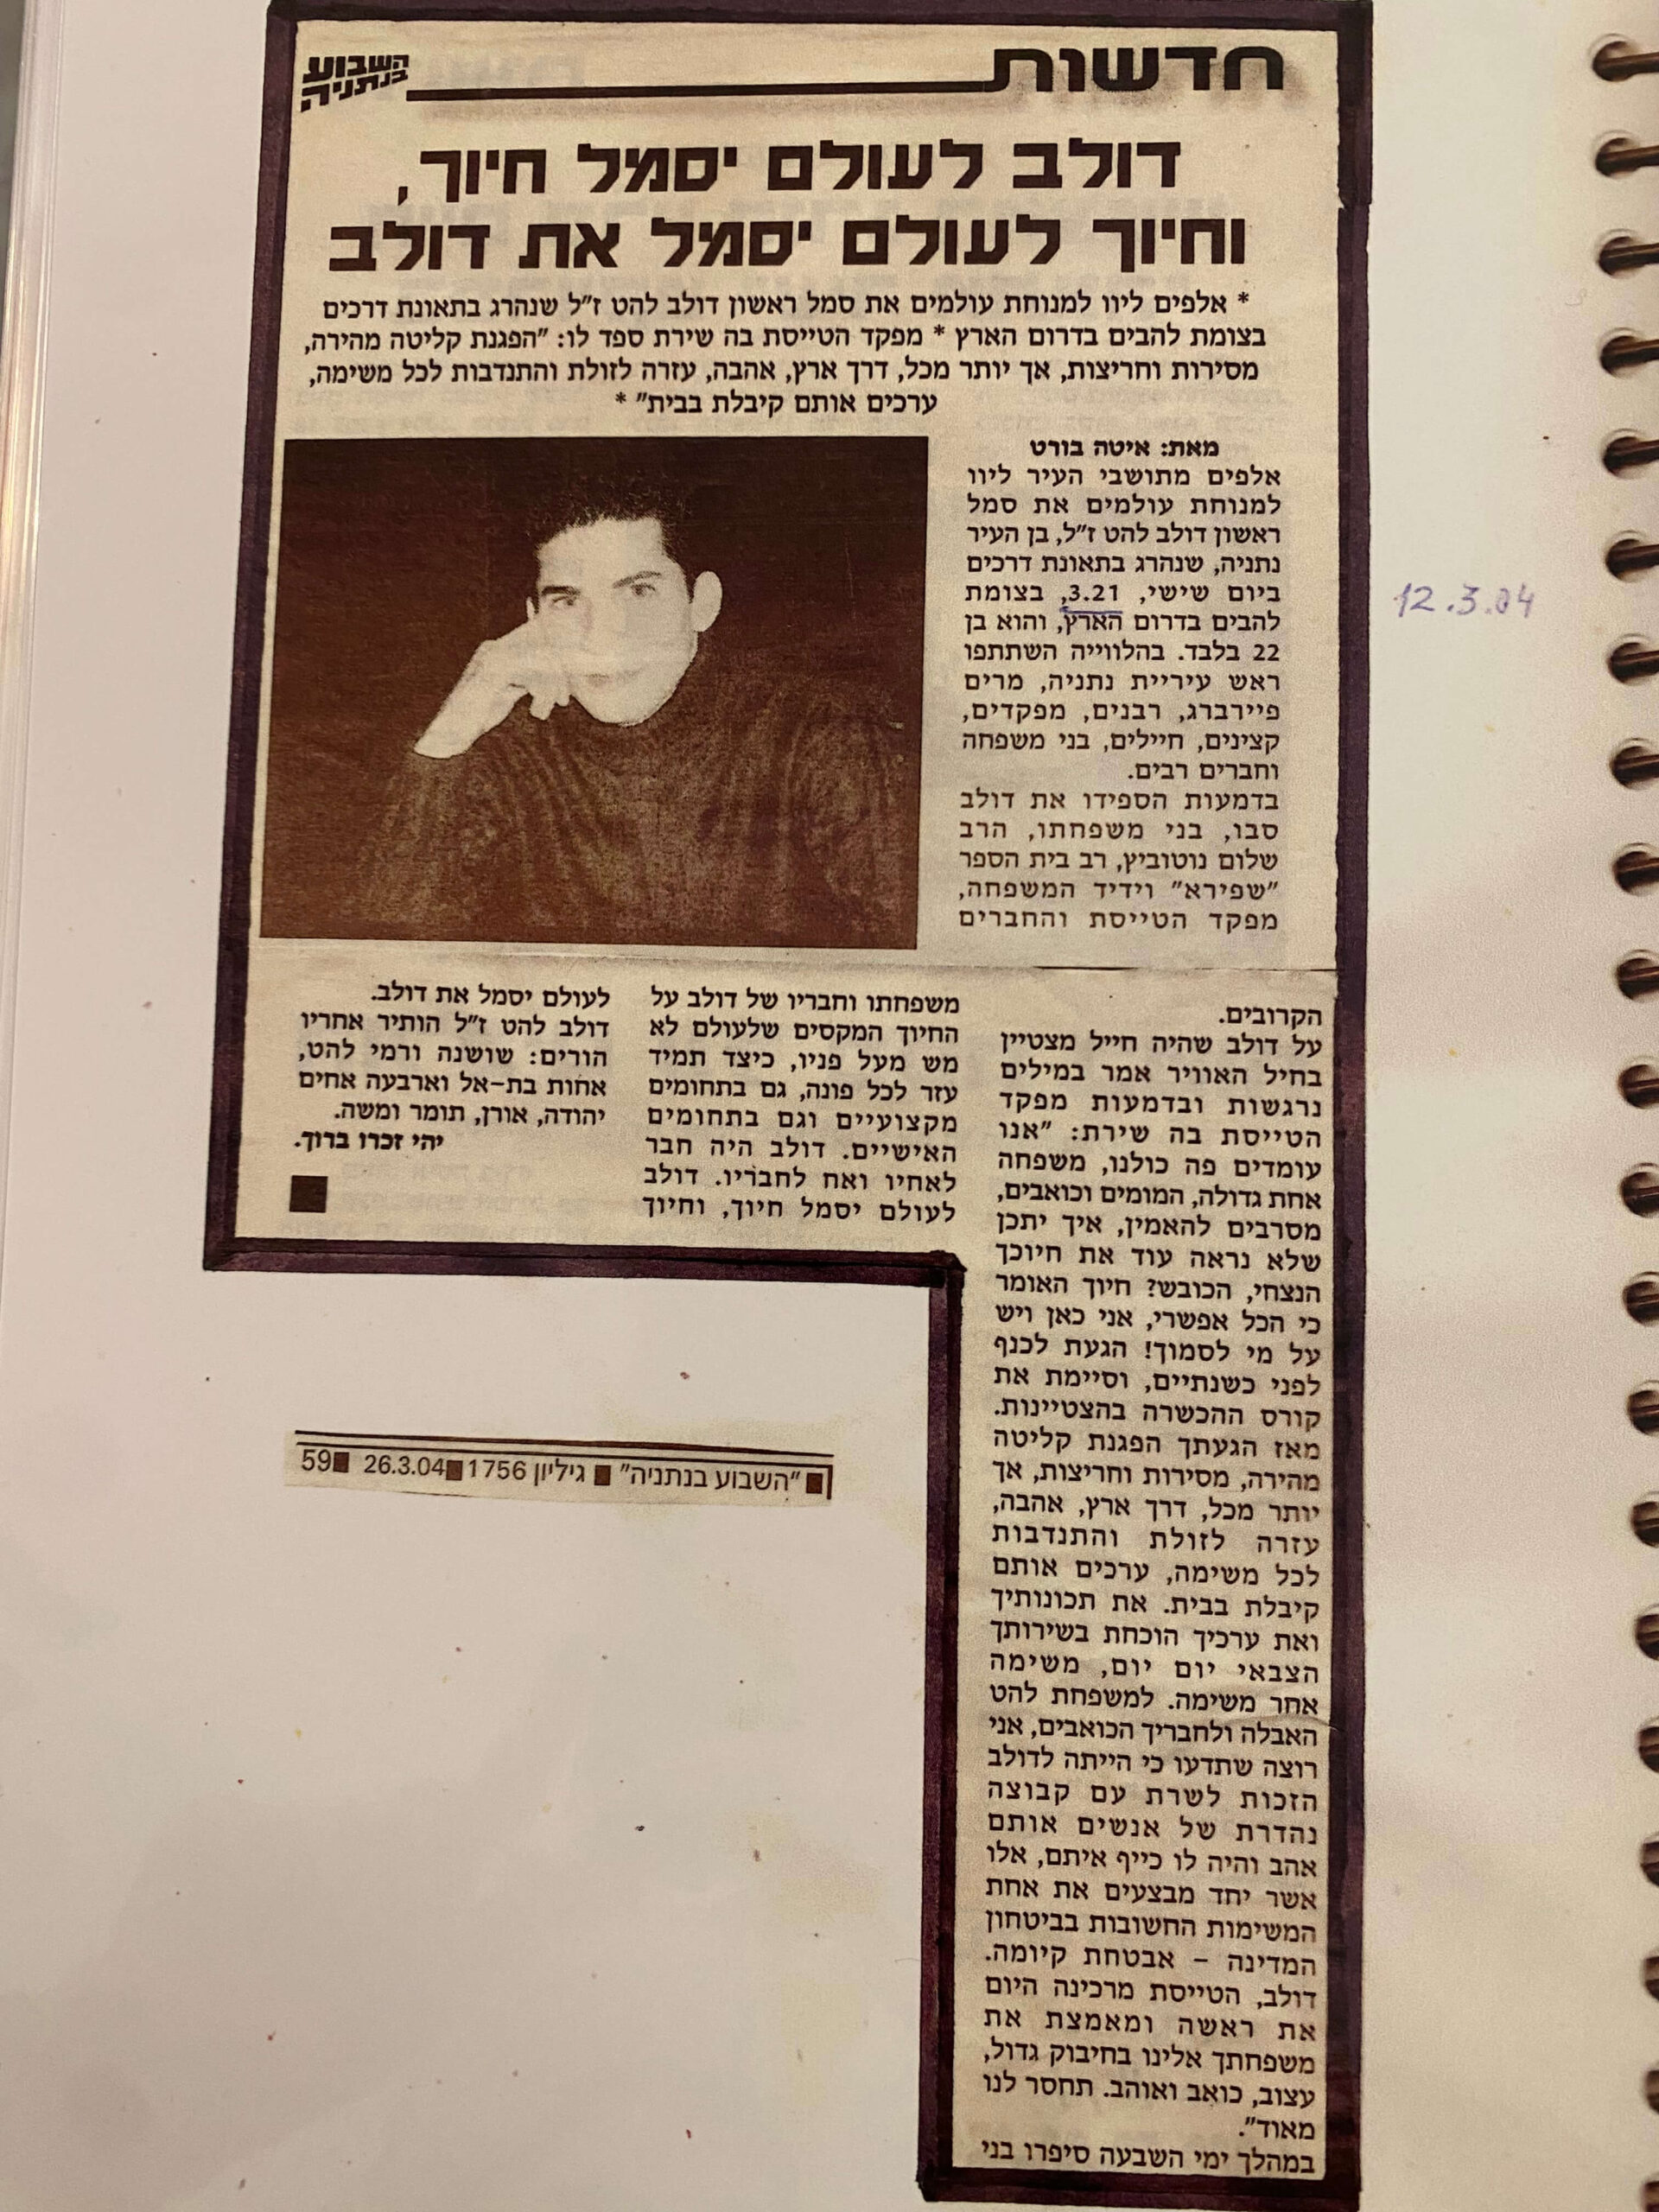 חדשות
השבוע
בנתניה
דולב לעולם יסמל חיוך,
וחיוך לעולם יסמל את דולב
* אלפים ליוו למנוחת עולמים את סמל ראשון דולב להט ז"ל שנהרג בתאונת דרכים
בצומת להבים בדרום הארץ * מפקד הטייסת בה שירת ספד לו: "הפגנת קליטה מהירה,
מסירות וחריצות, אך יותר מכל, דרך ארץ, אהבה, עזרה לזולת והתנדבות לכל משימה,
ערכים אותם קיבלת בבית" *
מאת: איטה בורט
אלפים מתושבי העיר ליוו
למנוחת עולמים את סמל
ראשון דולב להט ז"ל, בן העיר
נתניה, שנהרג בתאונת דרכים
ביום שישי, 3.21, בצומת
להבים בדרום הארץ, והוא בן
22 בלבד. בהלווייה השתתפו
ראש עיריית נתניה, מרים
פיירברג, רבנים, מפקדים,
קצינים, חיילים, בני משפחה
וחברים רבים.
בדמעות הספידו את דולב
סבו, בני משפחתו, הרב
שלום נוטוביץ, רב בית הספר
"שפירא" וידיד המשפחה,
מפקד הטייסת והחברים
הקרובים.
על דולב שהיה חייל מצטיין
בחיל האוויר אמר במילים
נרגשות ובדמעות מפקד
הטייסת בה שירת: "אנו
עומדים פה כולנו, משפחה
אחת גדולה, המומים וכואבים,
מסרבים להאמין, איך יתכן
שלא נראה עוד את חיוכך
הנצחי, הכובש? חיוך האומר
כי הכל אפשרי, אני כאן ויש
על מי לסמוך! הגעת לכנף
לפני כשנתיים, וסיימת את
קורס ההכשרה בהצטיינות.
מאז הגעתך הפגנת קליטה
מהירה, מסירות וחריצות, אך
יותר מכל, דרך ארץ, אהבה,
עזרה לזולת והתנדבות
לכל משימה, ערכים אותם
קיבלת בבית. את תכונותיך
ואת ערכיך הוכחת בשירותך
הצבאי יום יום, משימה
אחר משימה. למשפחת להט
האבלה ולחבריך הכואבים, אני
רוצה שתדעו כי הייתה לדולב
הזכות לשרת עם קבוצה
נהדרת של אנשים אותם
אהב והיה לו כייף איתם, אלו
אשר יחד מבצעים את אחת
המשימות החשובות בביטחון
המדינה – אבטחת קיומה.
דולב, הטייסת מרכינה היום
את ראשה ומאמצת את
משפחתך אלינו בחיבוק גדול,
עצוב, כואב ואוהב. תחסר לנו
מאוד".
במהלך ימי השבעה סיפרו בני
משפחתו וחבריו של דולב על
החיוך המקסים שלעולם לא
מש מעל פניו, כיצד תמיד
עזר לכל פונה, גם בתחומים
מקצועיים וגם בתחומים
האישיים. דולב היה חבר
לאחיו ואח לחבריו. דולב
לעולם יסמל חיוך, וחיוך
לעולם יסמל את דולב.
דולב להט ז"ל הותיר אחריו
הורים: שושנה ורמי להט,
אחות בת-אל וארבעה אחים
יהודה, אורן, תומר ומשה.
יהי זכרו ברוך.
12.3.04
"השבוע בנתניה" ■ גיליון 1756 ■ 26.3.04 ■ 59